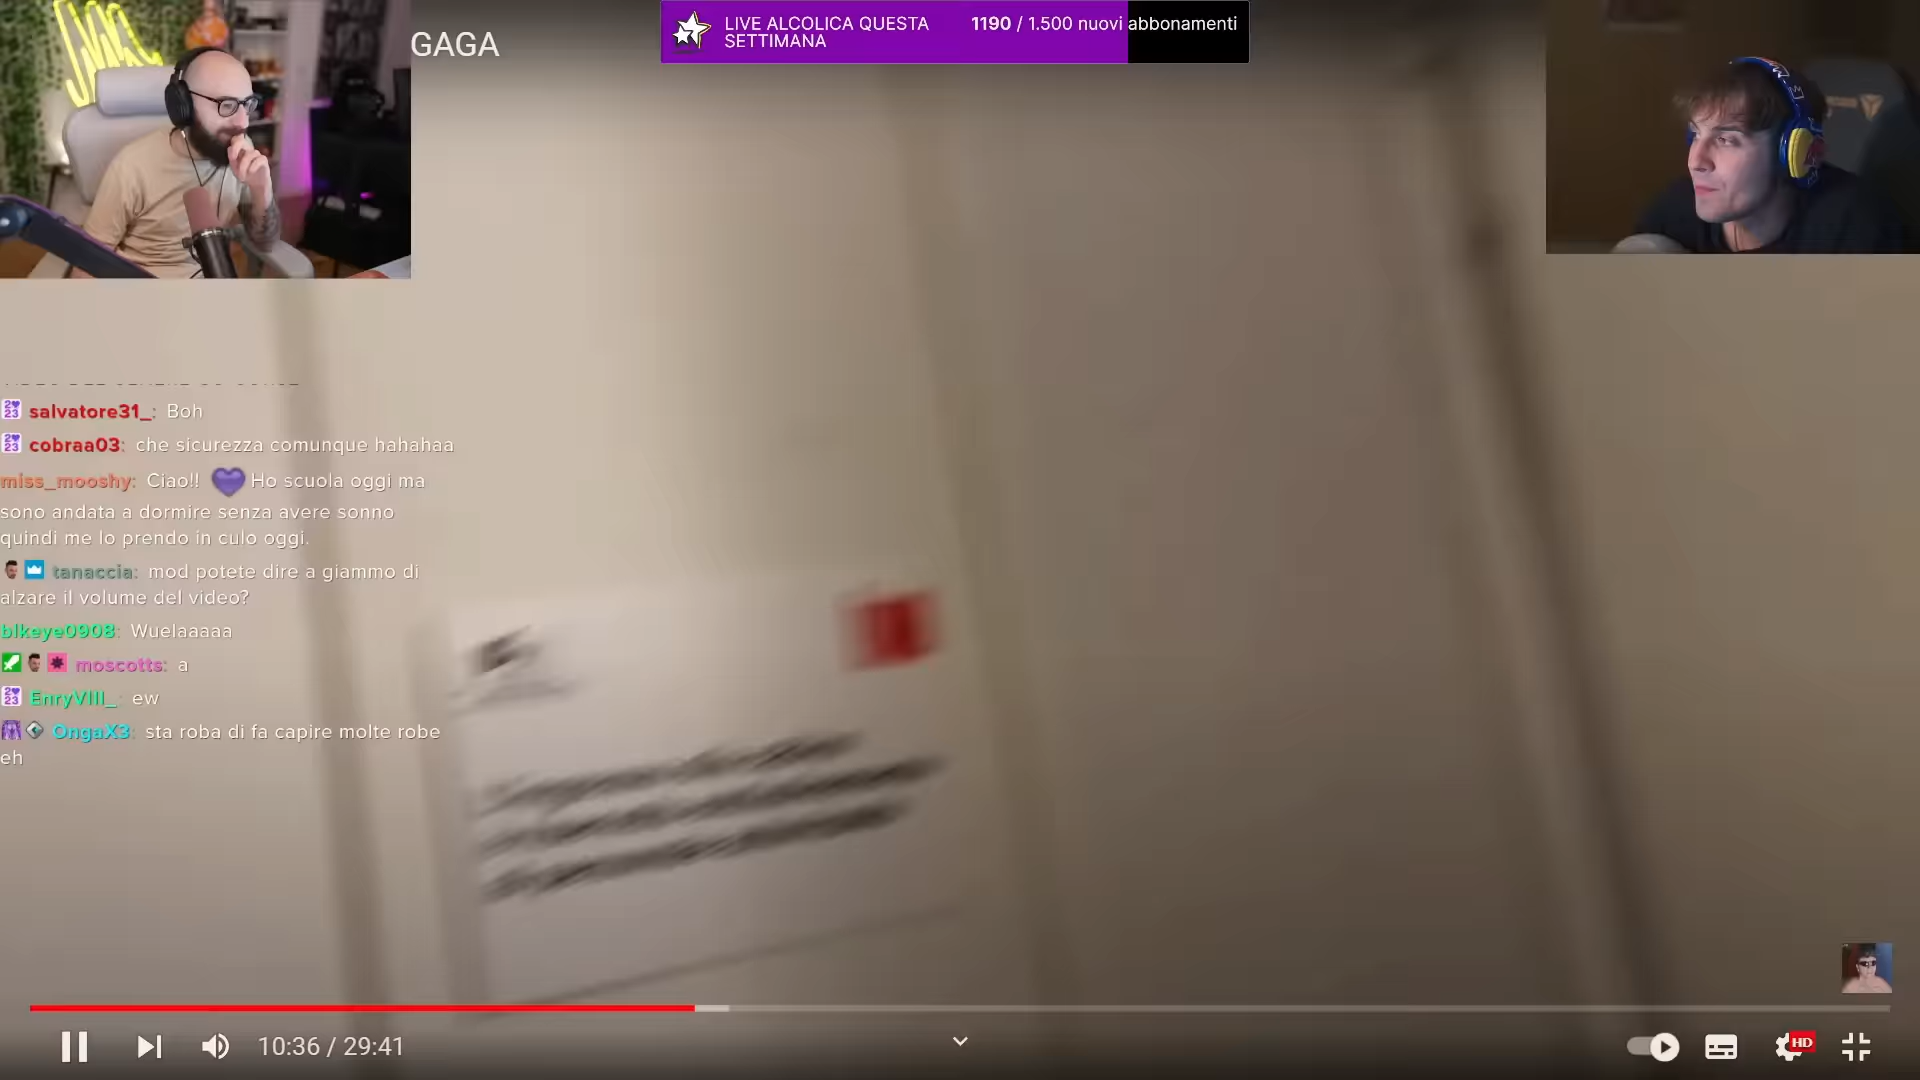 GAGA
LIVE ALCOLICA QUESTA
SETTIMANA
1190 / 1.500 nuovi abbonamenti
salvatore31_: Boh
cobraa03: che sicurezza comunque hahahaa
miss_mooshy: Ciao!! Ho scuola oggi ma
sono andata a dormire senza avere sonno
quindi me lo prendo in culo oggi.
tanaccia: mod potete dire a giammo di
alzare il volume del video?
blkeye0908: Wuelaaaaa
moscotts: a
EnryVIII_: ew
OngaX3: sta roba di fa capire molte robe
eh
10:36 / 29:41
HD